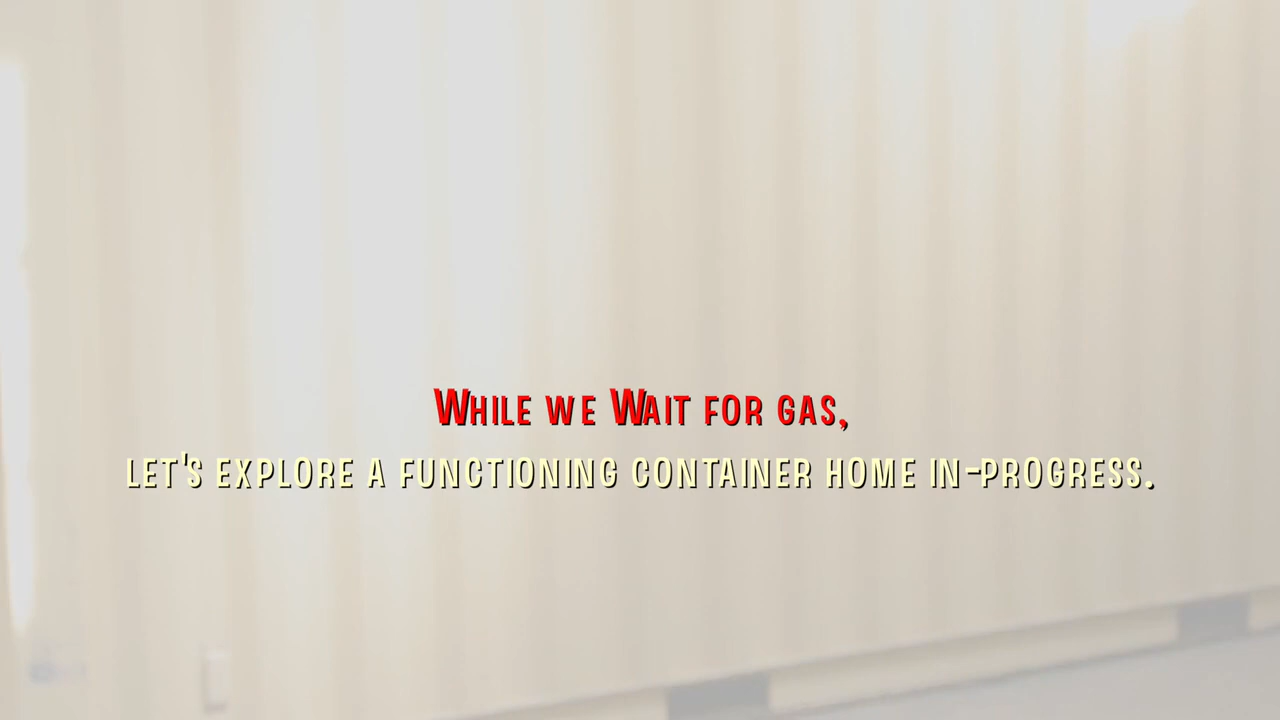 While we Wait for gas,
let's explore a functioning container home in-progress.